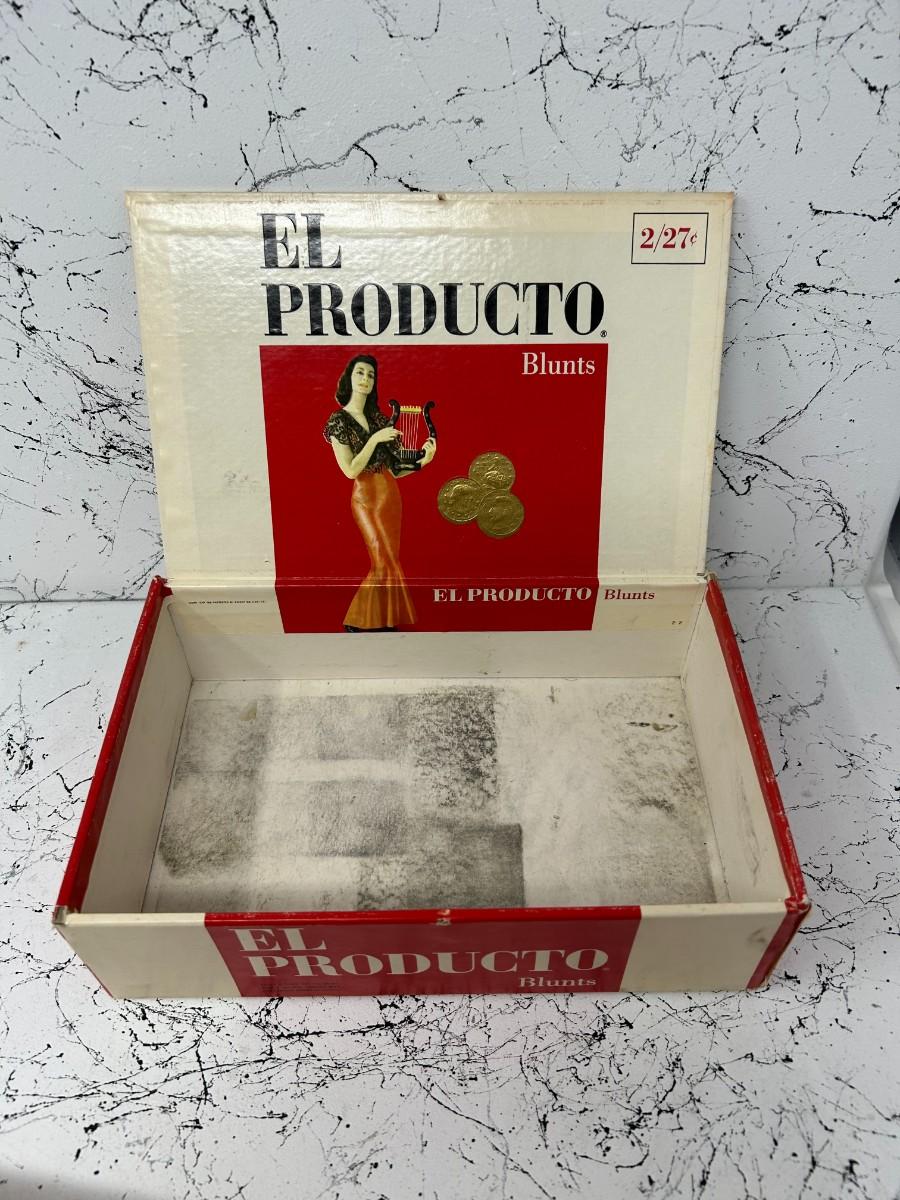 EL
PRODUCTO®
2/27¢
Blunts
EL PRODUCTO Blunts
EL
PRODUCTO
Blunts